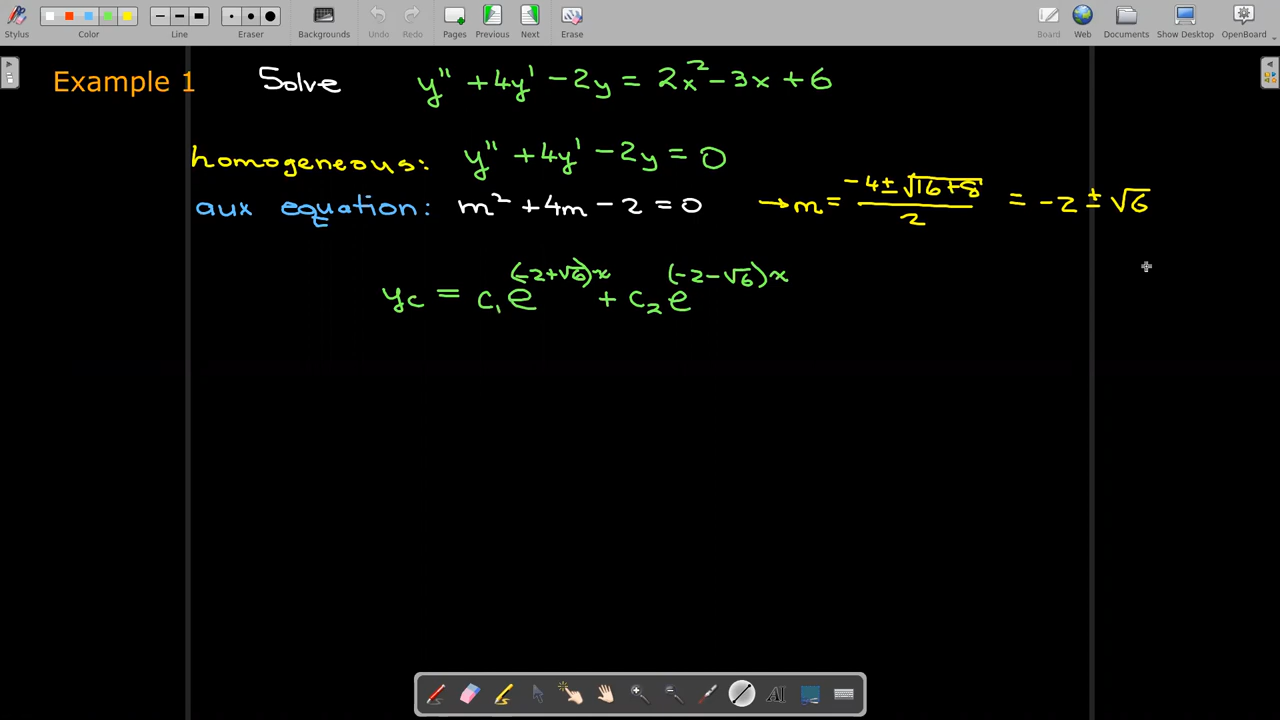 Stylus Color Line Eraser Backgrounds Undo Redo Pages Previous Next Erase Board Web Documents Show Desktop OpenBoard
Example 1 Solve y'' + 4y' − 2y = 2x² − 3x + 6
homogeneous: y'' + 4y' − 2y = 0
aux equation: m² + 4m − 2 = 0 → m = (−4 ± √(16+8))/2 = −2 ± √6
y_c = c₁e^((−2+√6)x) + c₂e^((−2−√6)x)
AI